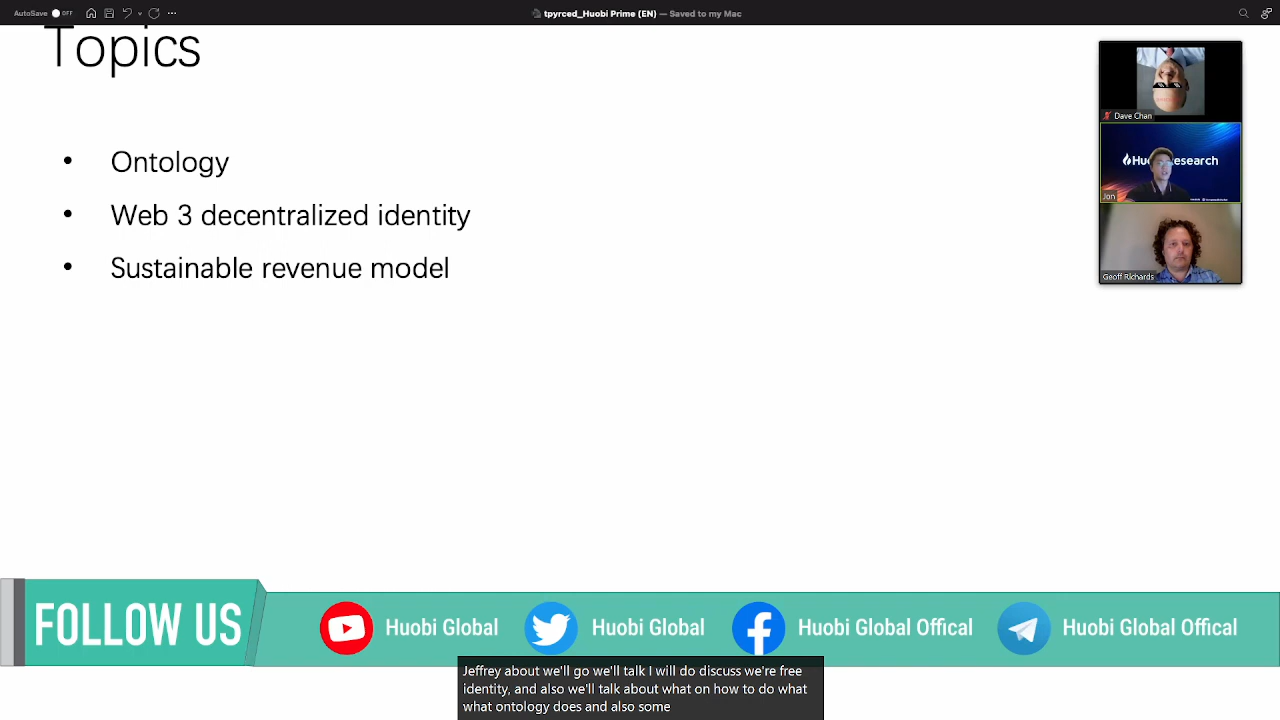 AutoSave OFF
tpyrced_Huobi Prime (EN) — Saved to my Mac
Topics
• Ontology
• Web 3 decentralized identity
• Sustainable revenue model
Dave Chan
Jon
Geoff Richards
FOLLOW US
Huobi Global
Huobi Global
Huobi Global Offical
Huobi Global Offical
Jeffrey about we'll go we'll talk I will do discuss we're free
identity, and also we'll talk about what on how to do what
what ontology does and also some